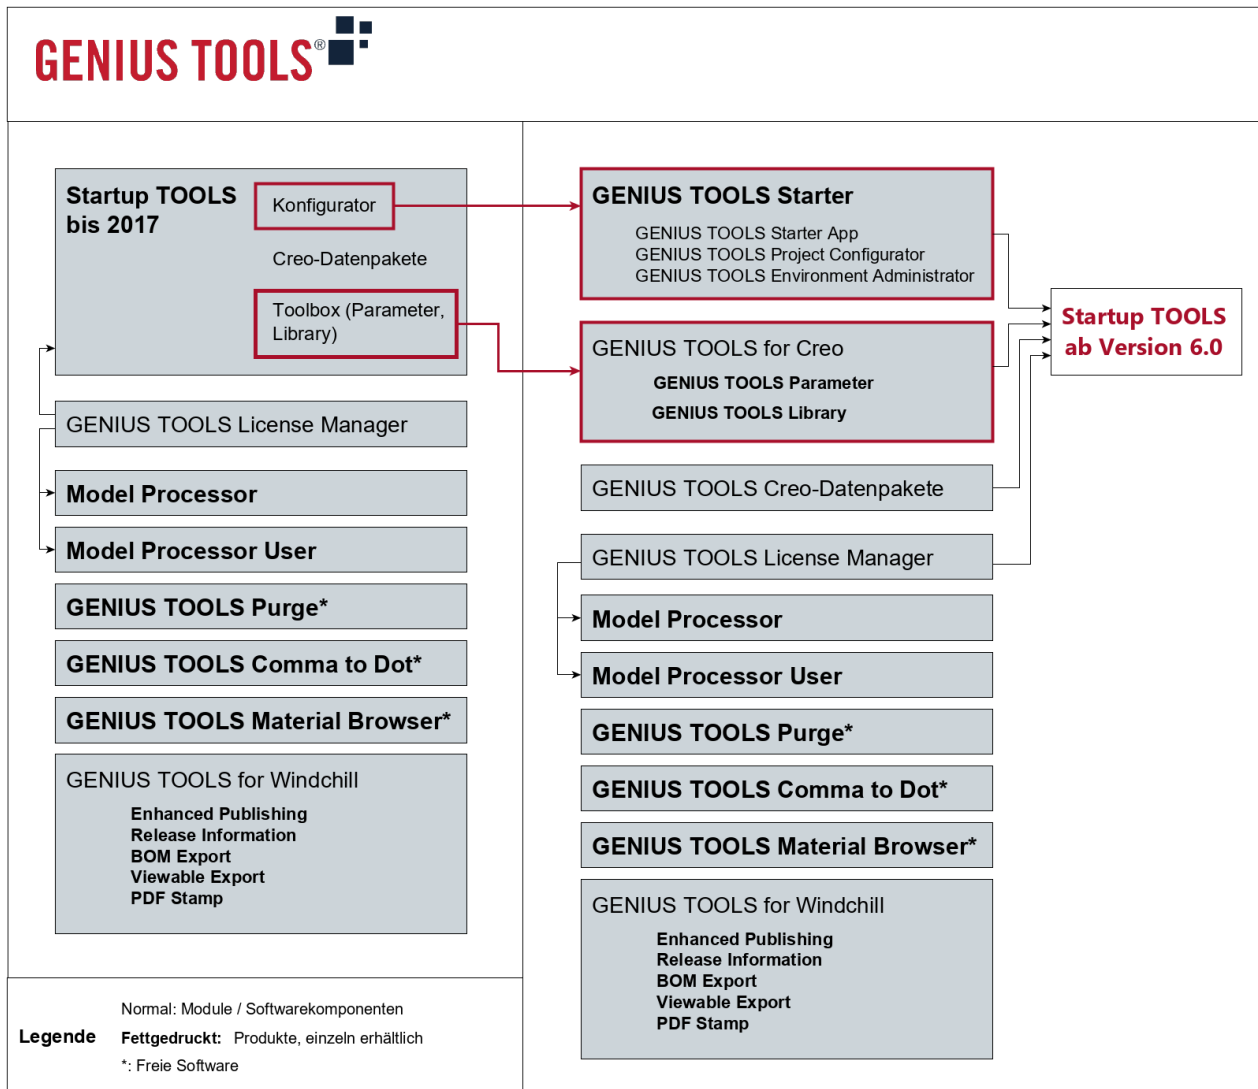 GENIUS TOOLS®
Startup TOOLS
bis 2017
Konfigurator
Creo-Datenpakete
Toolbox (Parameter,
Library)
GENIUS TOOLS License Manager
Model Processor
Model Processor User
GENIUS TOOLS Purge*
GENIUS TOOLS Comma to Dot*
GENIUS TOOLS Material Browser*
GENIUS TOOLS for Windchill
Enhanced Publishing
Release Information
BOM Export
Viewable Export
PDF Stamp
GENIUS TOOLS Starter
GENIUS TOOLS Starter App
GENIUS TOOLS Project Configurator
GENIUS TOOLS Environment Administrator
GENIUS TOOLS for Creo
GENIUS TOOLS Parameter
GENIUS TOOLS Library
GENIUS TOOLS Creo-Datenpakete
GENIUS TOOLS License Manager
Model Processor
Model Processor User
GENIUS TOOLS Purge*
GENIUS TOOLS Comma to Dot*
GENIUS TOOLS Material Browser*
GENIUS TOOLS for Windchill
Enhanced Publishing
Release Information
BOM Export
Viewable Export
PDF Stamp
Startup TOOLS
ab Version 6.0
Legende
Normal: Module / Softwarekomponenten
Fettgedruckt: Produkte, einzeln erhältlich
*: Freie Software